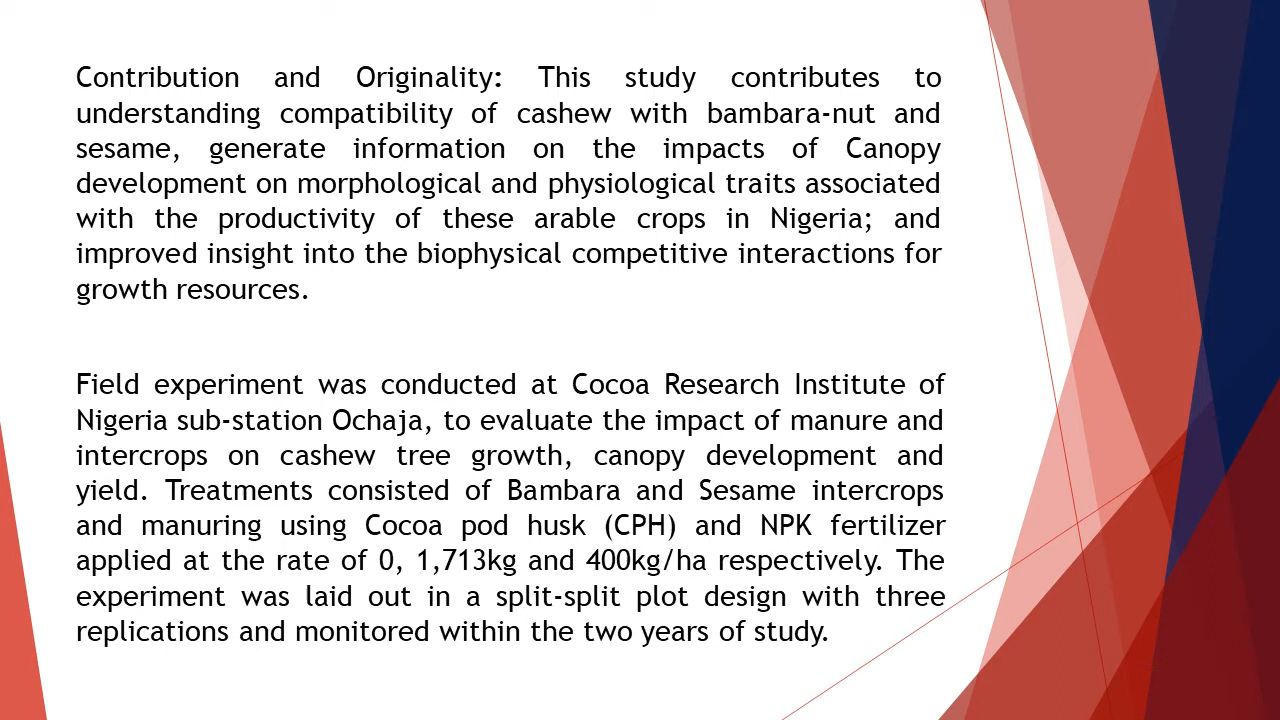 Contribution and Originality: This study contributes to
understanding compatibility of cashew with bambara-nut and
sesame, generate information on the impacts of Canopy
development on morphological and physiological traits associated
with the productivity of these arable crops in Nigeria; and
improved insight into the biophysical competitive interactions for
growth resources.
Field experiment was conducted at Cocoa Research Institute of
Nigeria sub-station Ochaja, to evaluate the impact of manure and
intercrops on cashew tree growth, canopy development and
yield. Treatments consisted of Bambara and Sesame intercrops
and manuring using Cocoa pod husk (CPH) and NPK fertilizer
applied at the rate of 0, 1,713kg and 400kg/ha respectively. The
experiment was laid out in a split-split plot design with three
replications and monitored within the two years of study.